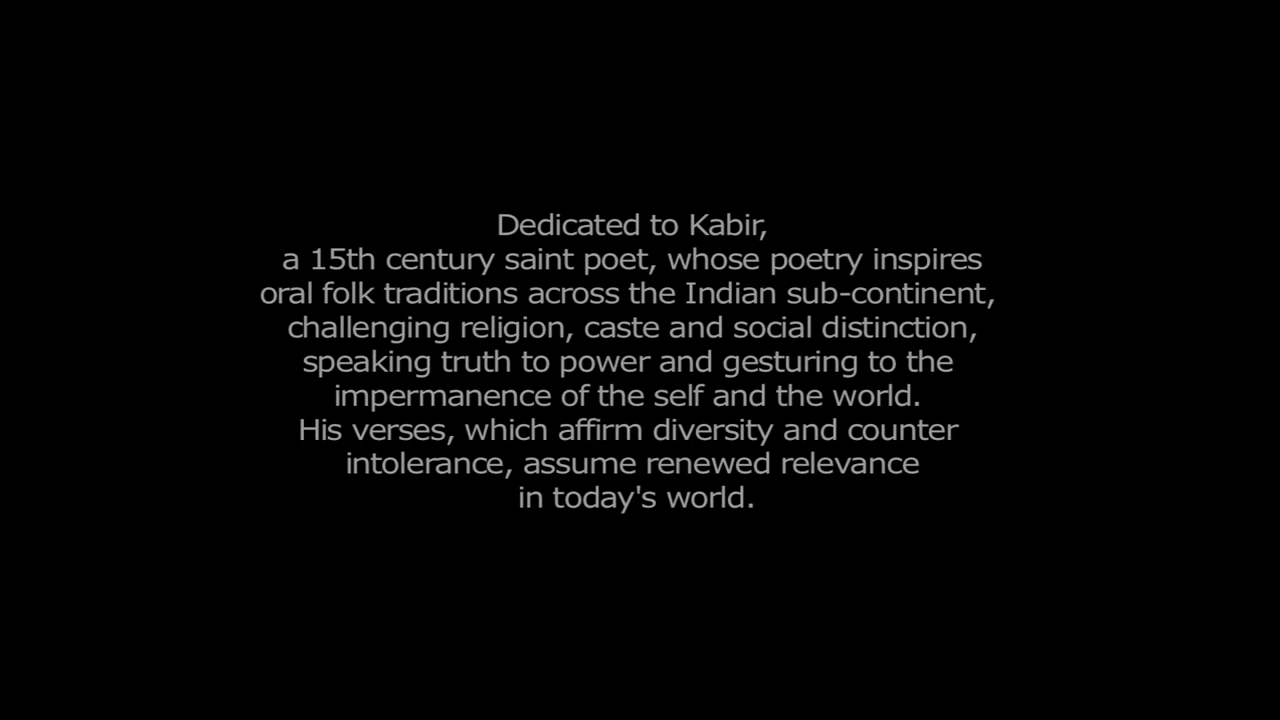 Dedicated to Kabir,
a 15th century saint poet, whose poetry inspires
oral folk traditions across the Indian sub-continent,
challenging religion, caste and social distinction,
speaking truth to power and gesturing to the
impermanence of the self and the world.
His verses, which affirm diversity and counter
intolerance, assume renewed relevance
in today's world.